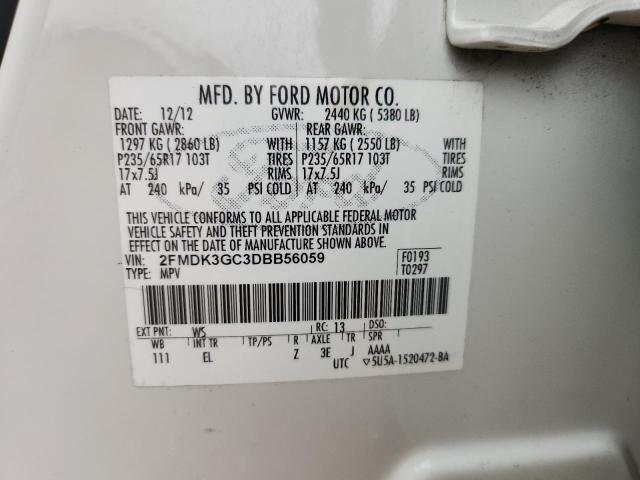 MFD. BY FORD MOTOR CO.
DATE: 12/12 GVWR: 2440 KG ( 5380 LB)
FRONT GAWR: REAR GAWR:
1297 KG ( 2860 LB) WITH 1157 KG ( 2550 LB) WITH
P235/65R17 103T TIRES P235/65R17 103T TIRES
17x7.5J RIMS 17x7.5J RIMS
AT 240 kPa/ 35 PSI COLD AT 240 kPa/ 35 PSI COLD
THIS VEHICLE CONFORMS TO ALL APPLICABLE FEDERAL MOTOR
VEHICLE SAFETY AND THEFT PREVENTION STANDARDS IN
EFFECT ON THE DATE OF MANUFACTURE SHOWN ABOVE.
VIN: 2FMDK3GC3DBB56059 F0193
TYPE: MPV T0297
EXT PNT: WS RC: 13 DSO:
WB INT TR TP/PS R AXLE TR SPR
111 EL Z 3E J AAAA
UTC 5U5A-1520472-BA